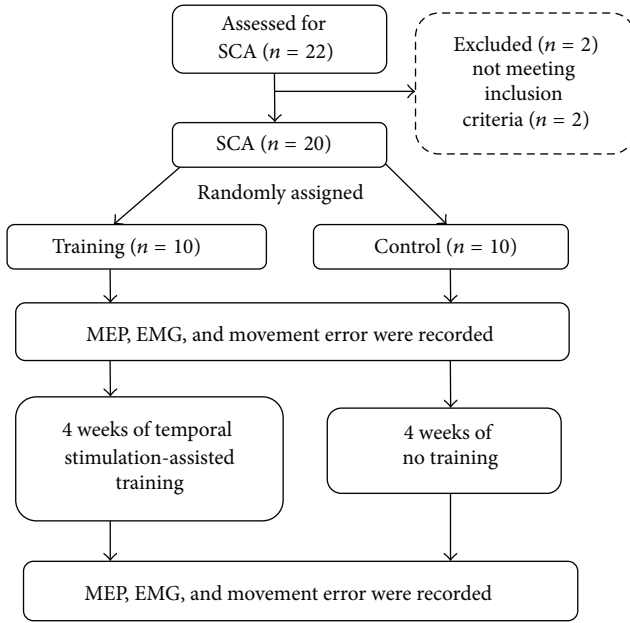 Assessed for
SCA (n = 22)
Excluded (n = 2)
not meeting
inclusion
criteria (n = 2)
SCA (n = 20)
Randomly assigned
Training (n = 10)
Control (n = 10)
MEP, EMG, and movement error were recorded
4 weeks of temporal
stimulation-assisted
training
4 weeks of
no training
MEP, EMG, and movement error were recorded